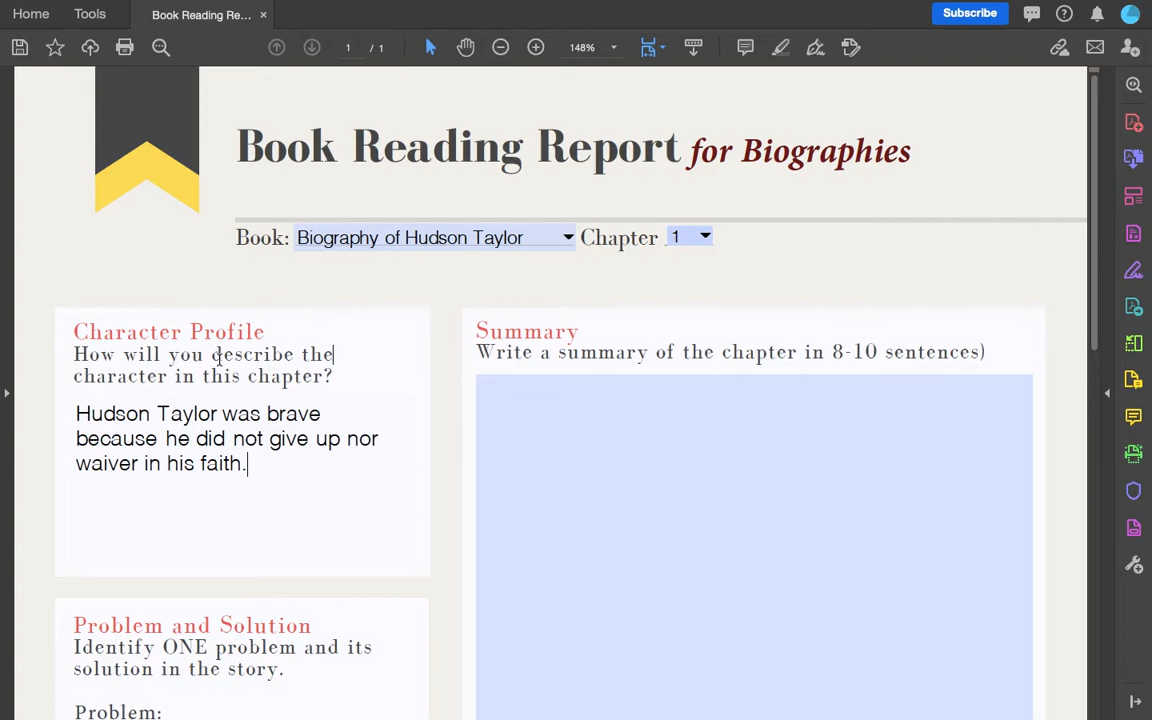 Home Tools Book Reading Re... × Subscribe
1 / 1 148%
Book Reading Report for Biographies
Book: Biography of Hudson Taylor Chapter 1
Character Profile
How will you describe the
character in this chapter?
Hudson Taylor was brave
because he did not give up nor
waiver in his faith.
Summary
Write a summary of the chapter in 8-10 sentences)
Problem and Solution
Identify ONE problem and its
solution in the story.
Problem: